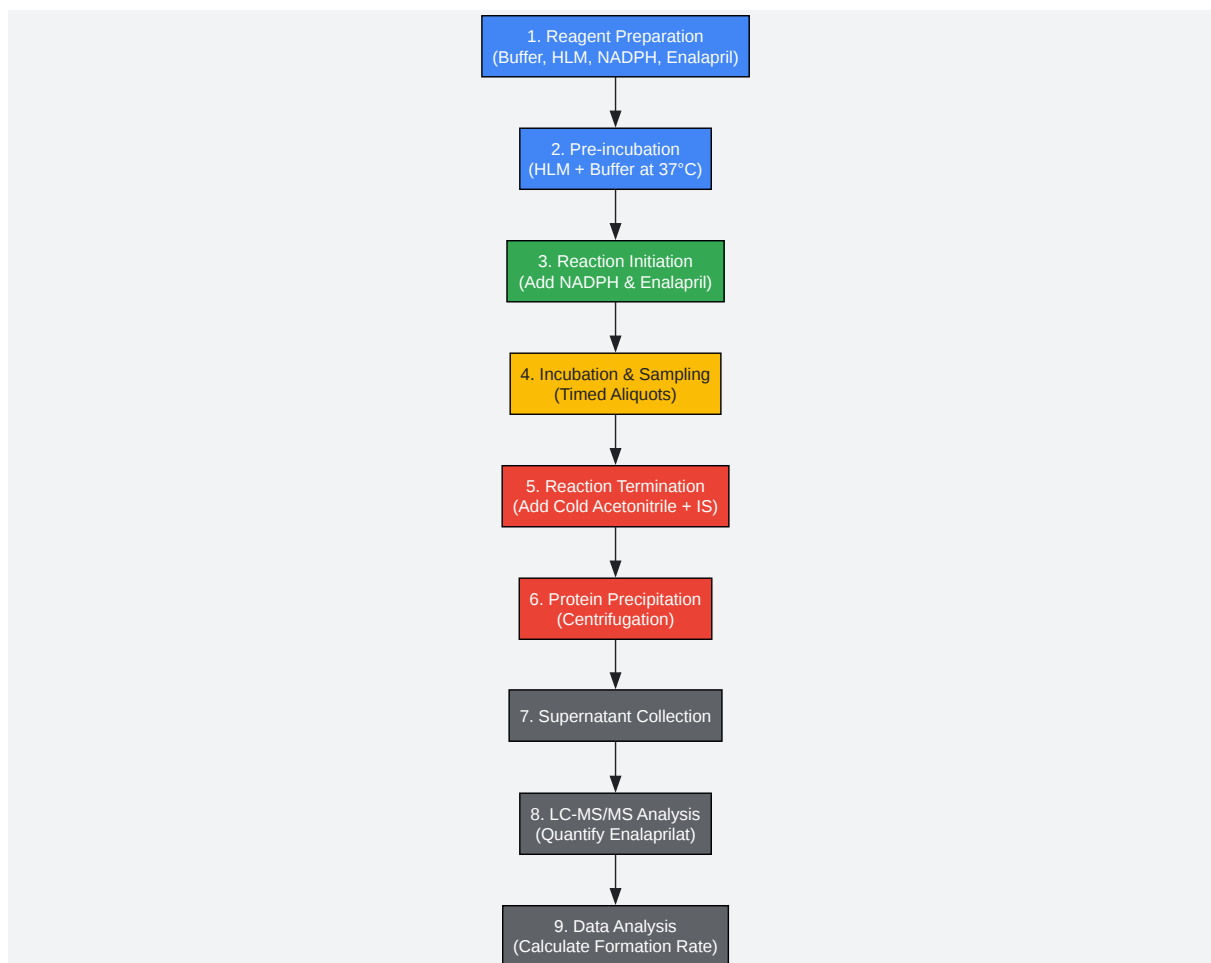 1. Reagent Preparation
(Buffer, HLM, NADPH, Enalapril)
2. Pre-incubation
(HLM + Buffer at 37°C)
3. Reaction Initiation
(Add NADPH & Enalapril)
4. Incubation & Sampling
(Timed Aliquots)
5. Reaction Termination
(Add Cold Acetonitrile + IS)
6. Protein Precipitation
(Centrifugation)
7. Supernatant Collection
8. LC-MS/MS Analysis
(Quantify Enalaprilat)
9. Data Analysis
(Calculate Formation Rate)